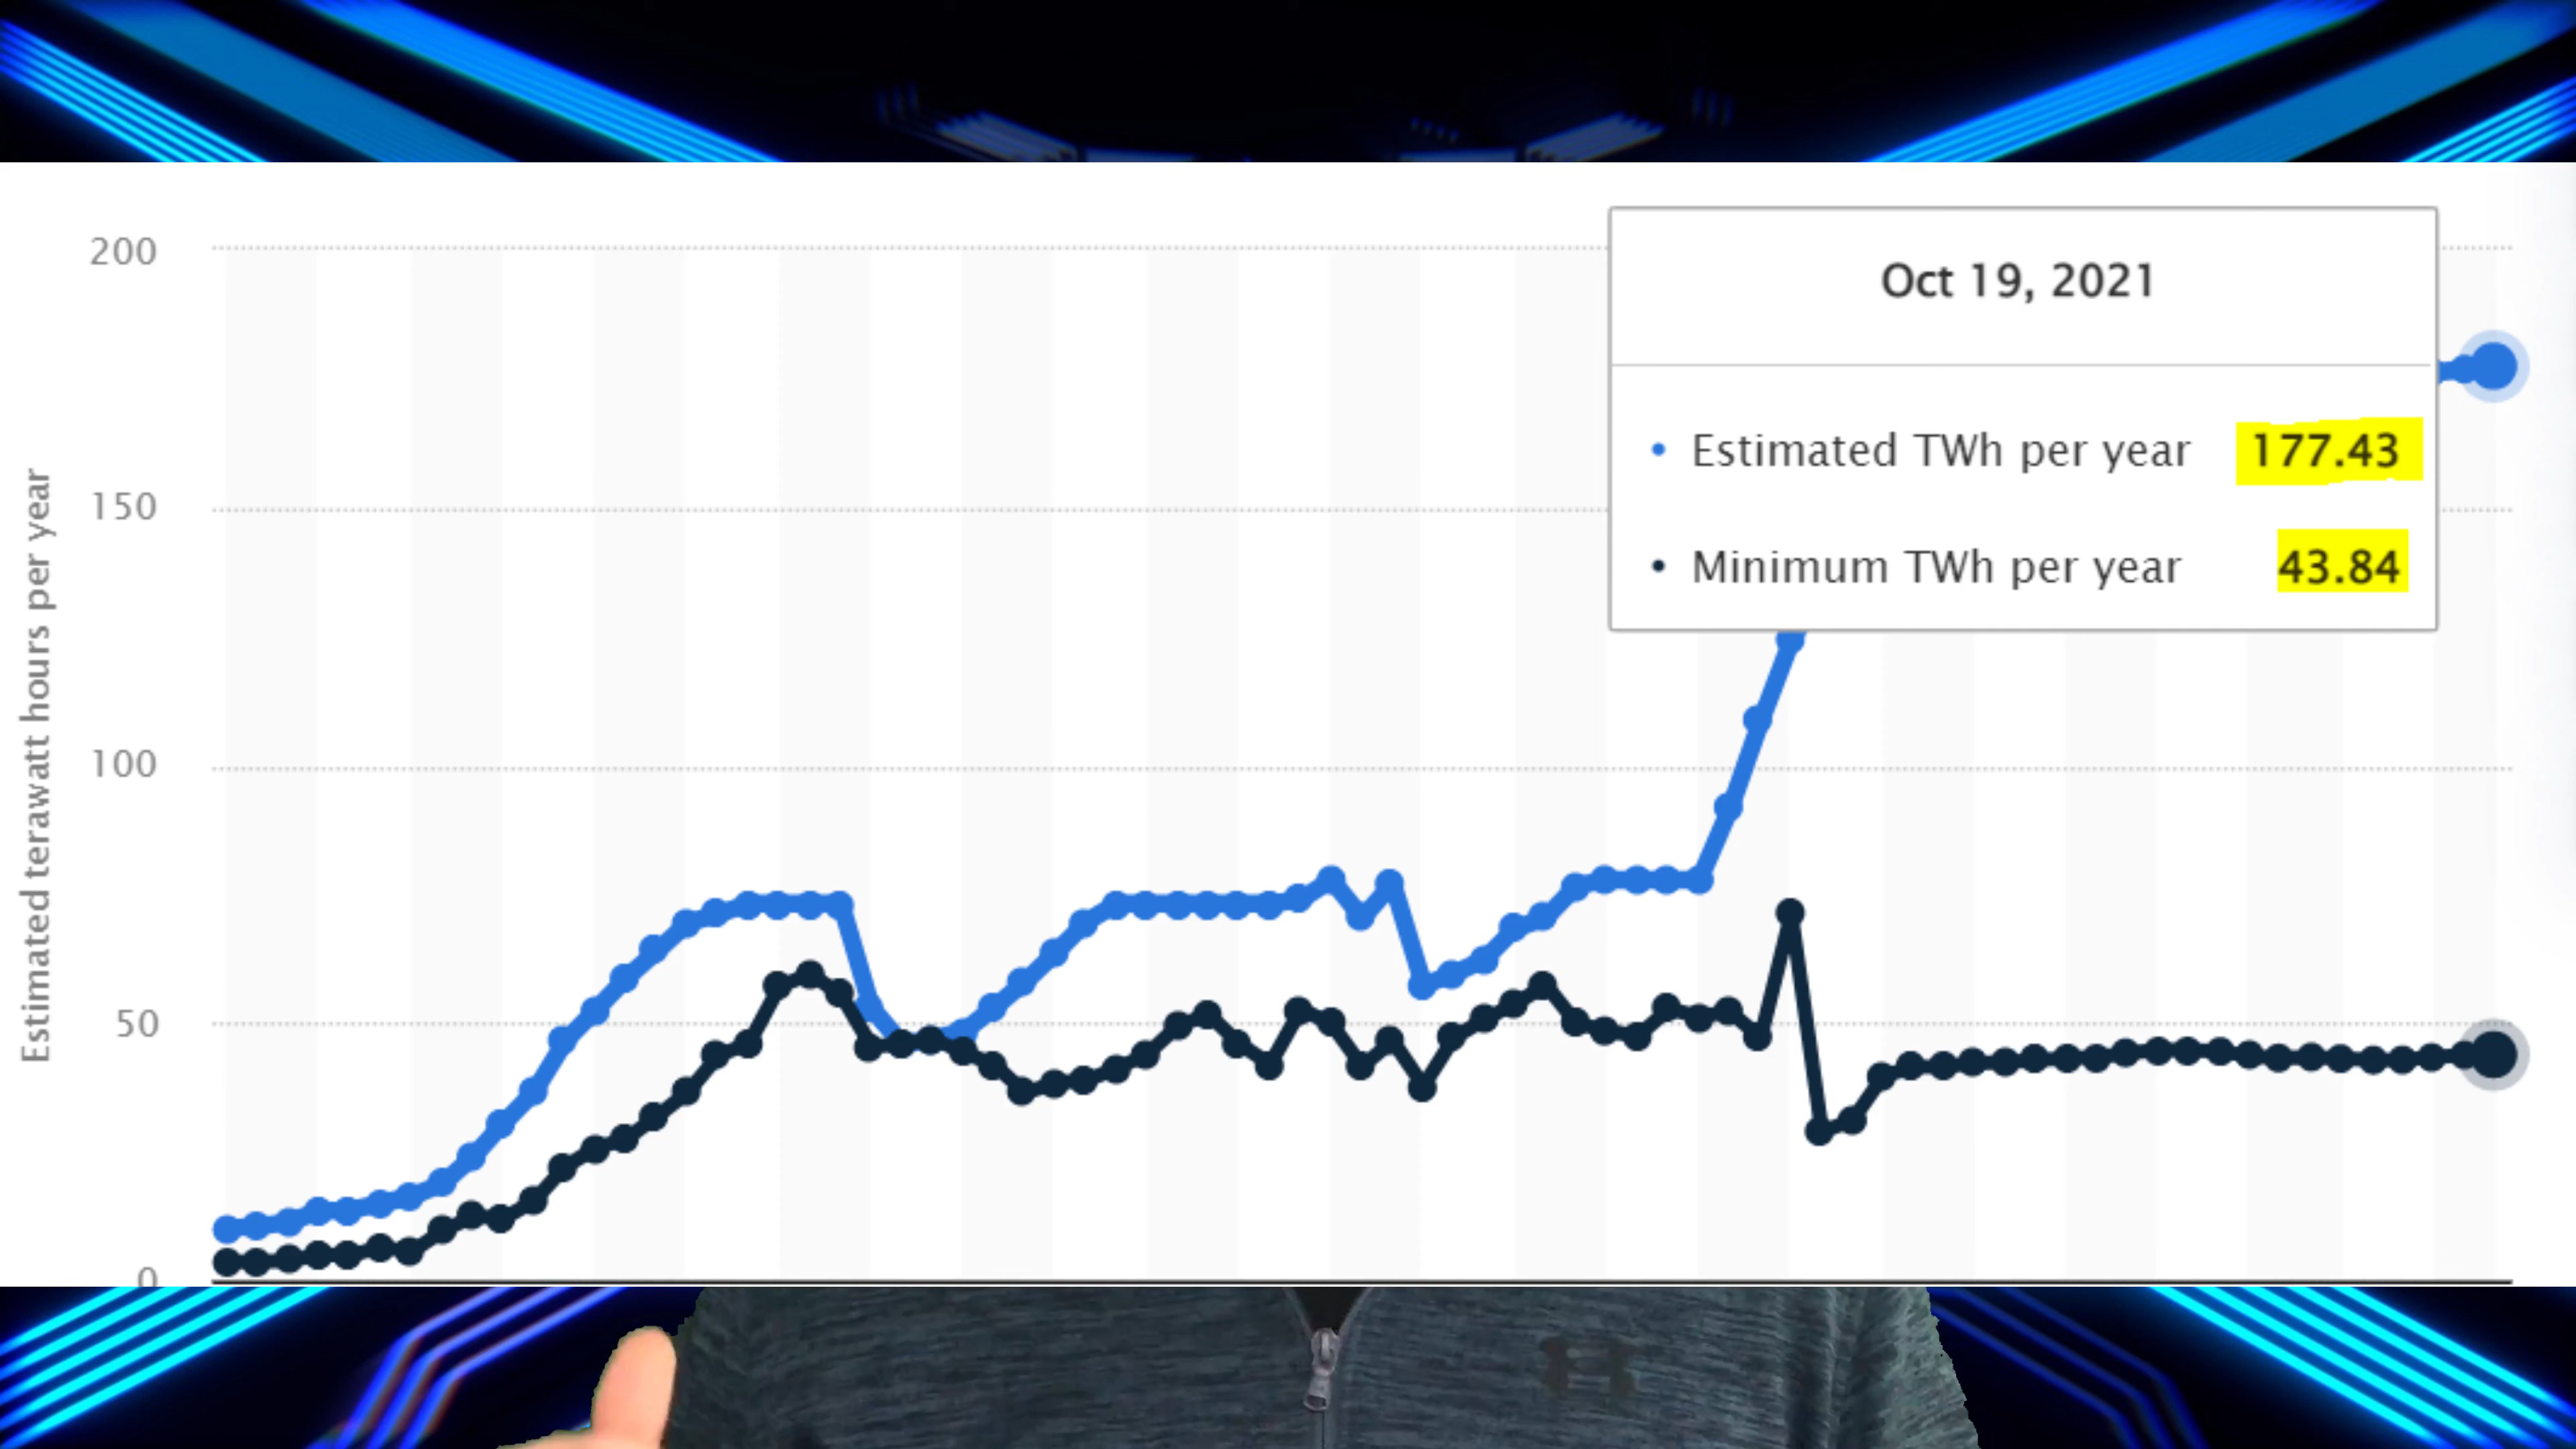 200
150
100
50
0
Estimated terawatt hours per year
Oct 19, 2021
Estimated TWh per year 177.43
Minimum TWh per year 43.84